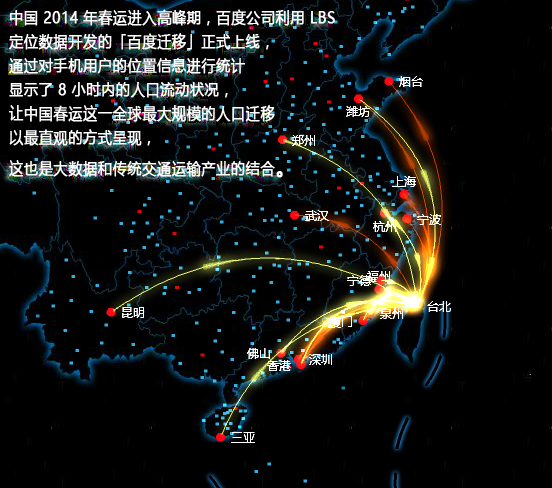 中国 2014 年春运进入高峰期，百度公司利用 LBS
定位数据开发的「百度迁移」正式上线，
通过对手机用户的位置信息进行统计
显示了 8 小时内的人口流动状况，
让中国春运这一全球最大规模的人口迁移
以最直观的方式呈现，
这也是大数据和传统交通运输产业的结合。
烟台
潍坊
郑州
上海
武汉
宁波
杭州
福州
宁德
台北
昆明
泉州
厦门
佛山
深圳
香港
三亚